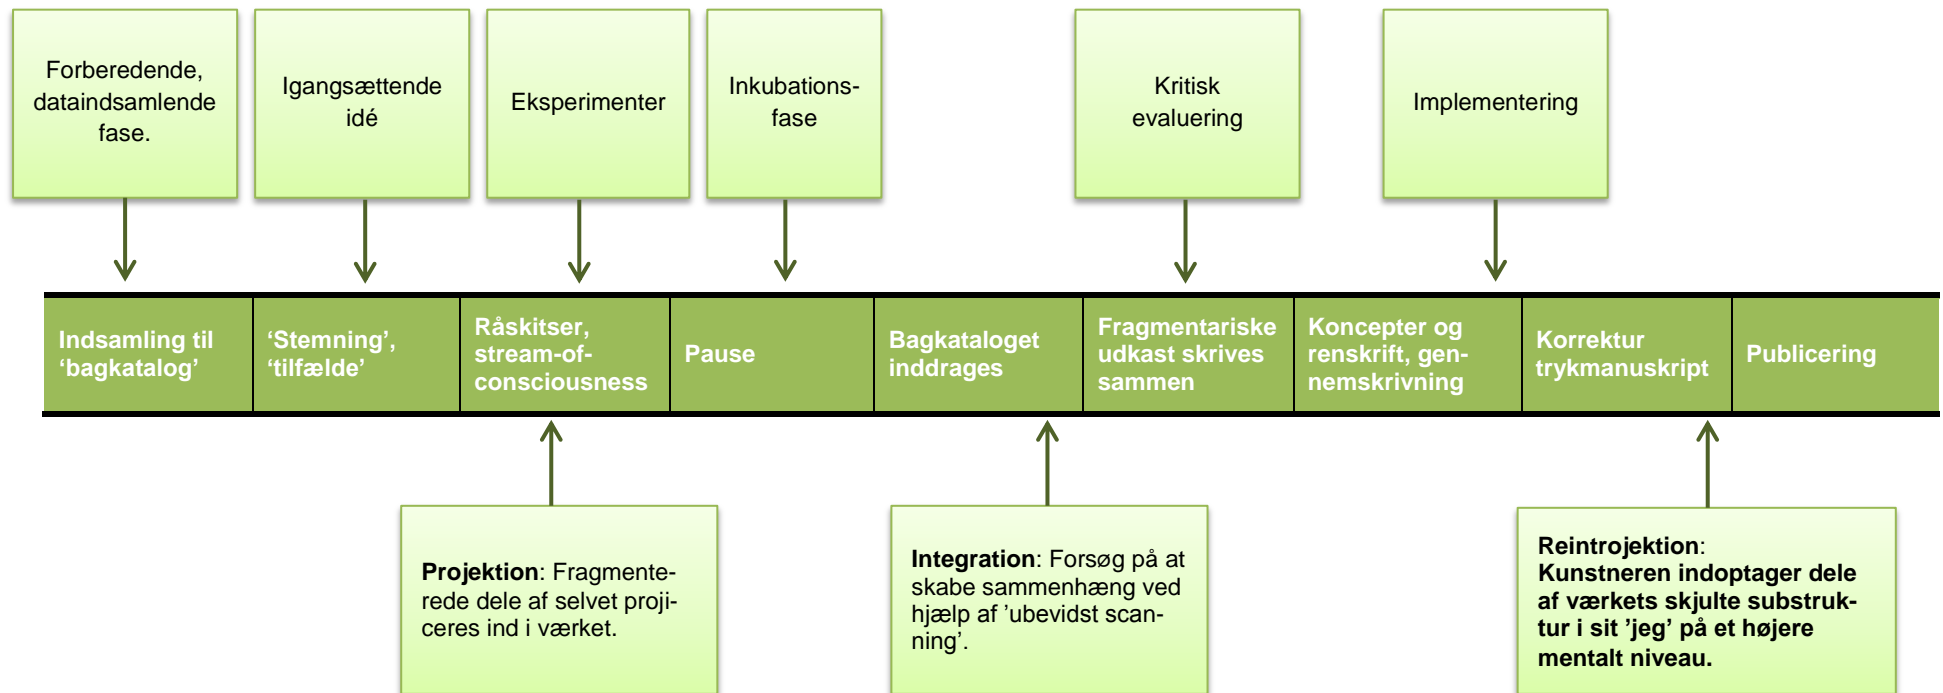 Forberedende,
dataindsamlende
fase.
Igangsættende
idé
Eksperimenter
Inkubations-
fase
Kritisk
evaluering
Implementering
Indsamling til
‘bagkatalog’
‘Stemning’,
‘tilfælde’
Råskitser,
stream-of-
consciousness
Pause
Bagkataloget
inddrages
Fragmentariske
udkast skrives
sammen
Koncepter og
renskrift, gen-
nemskrivning
Korrektur
trykmanuskript
Publicering
Projektion: Fragmente-
rede dele af selvet proji-
ceres ind i værket.
Integration: Forsøg på at
skabe sammenhæng ved
hjælp af ’ubevidst scan-
ning’.
Reintrojektion:
Kunstneren indoptager dele
af værkets skjulte substruk-
tur i sit ’jeg’ på et højere
mentalt niveau.